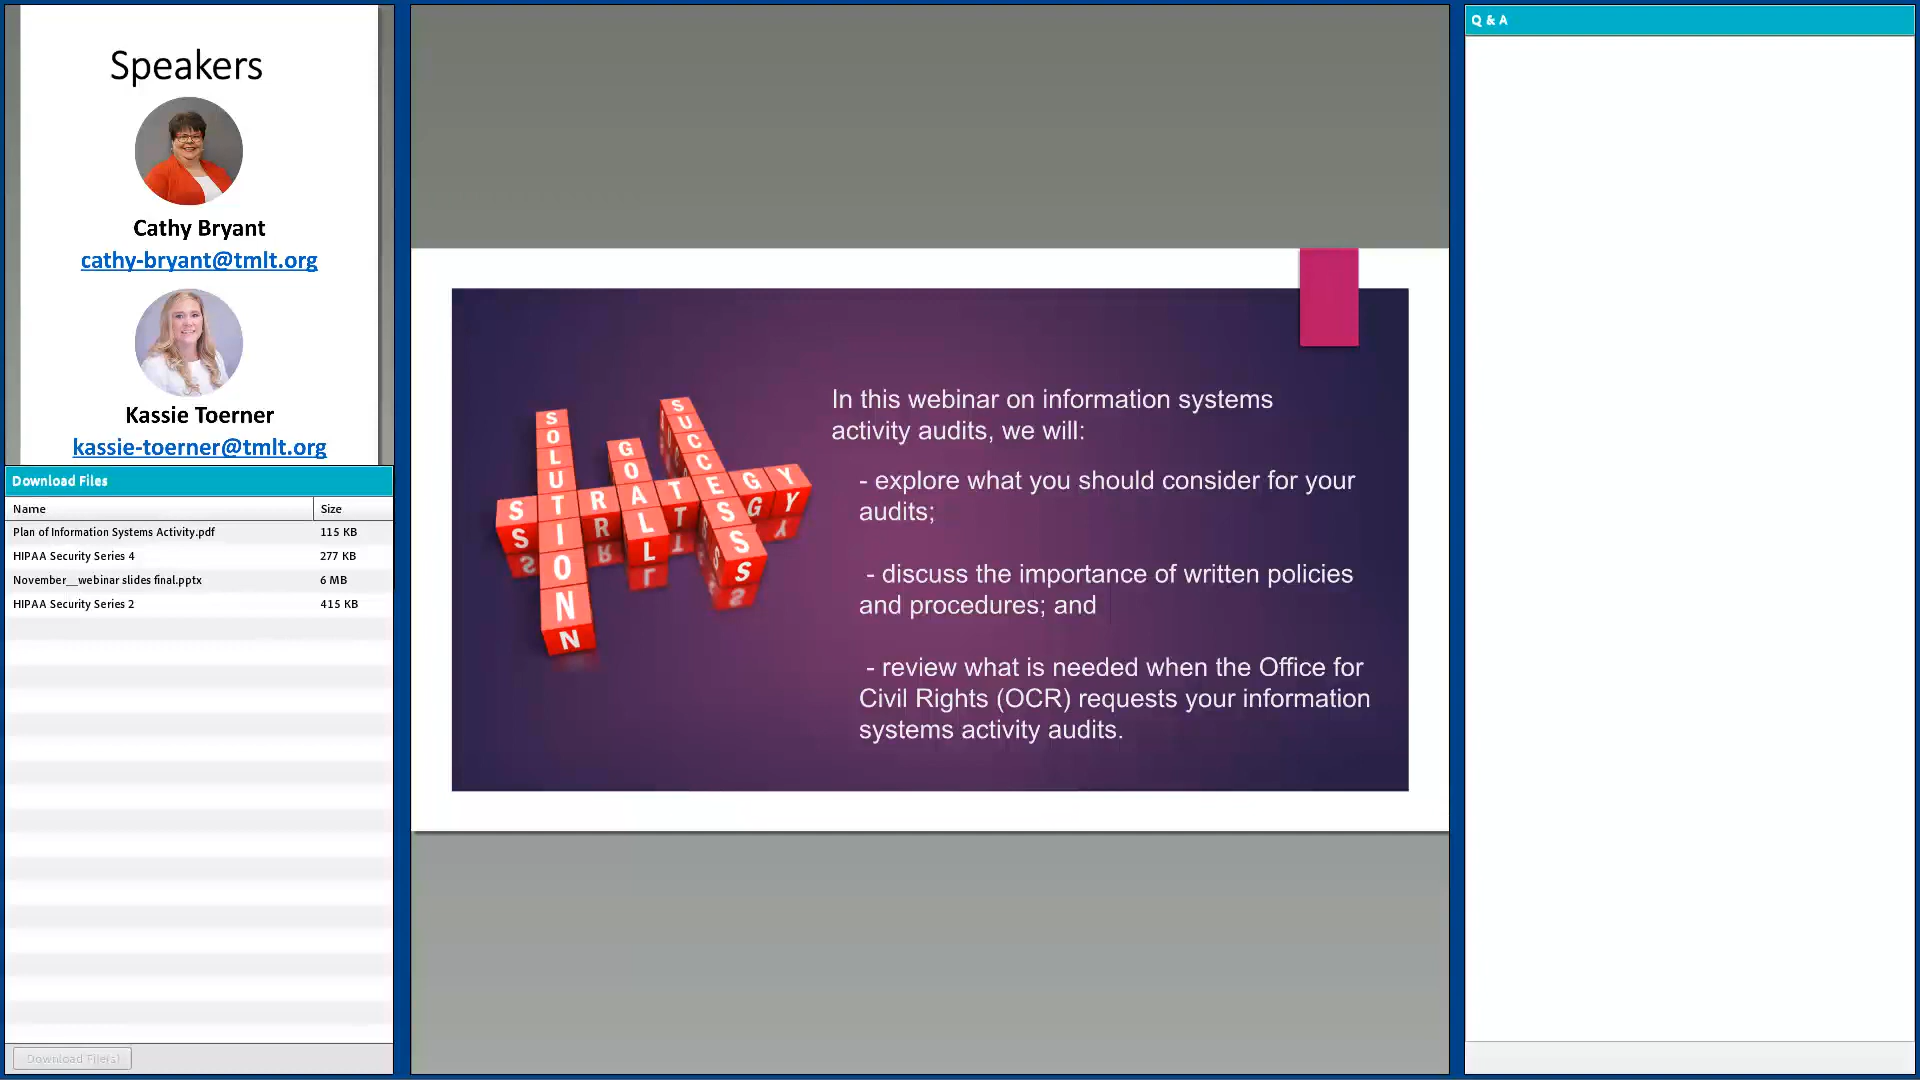 Speakers
Cathy Bryant
cathy-bryant@tmlt.org
Kassie Toerner
kassie-toerner@tmlt.org
Download Files
Name Size
Plan of Information Systems Activity.pdf 115 KB
HIPAA Security Series 4 277 KB
November__webinar slides final.pptx 6 MB
HIPAA Security Series 2 415 KB
Download File(s)
SOLUTION
GOAL
SUCCESS
STRATEGY
In this webinar on information systems
activity audits, we will:
- explore what you should consider for your
audits;
- discuss the importance of written policies
and procedures; and
- review what is needed when the Office for
Civil Rights (OCR) requests your information
systems activity audits.
Q & A